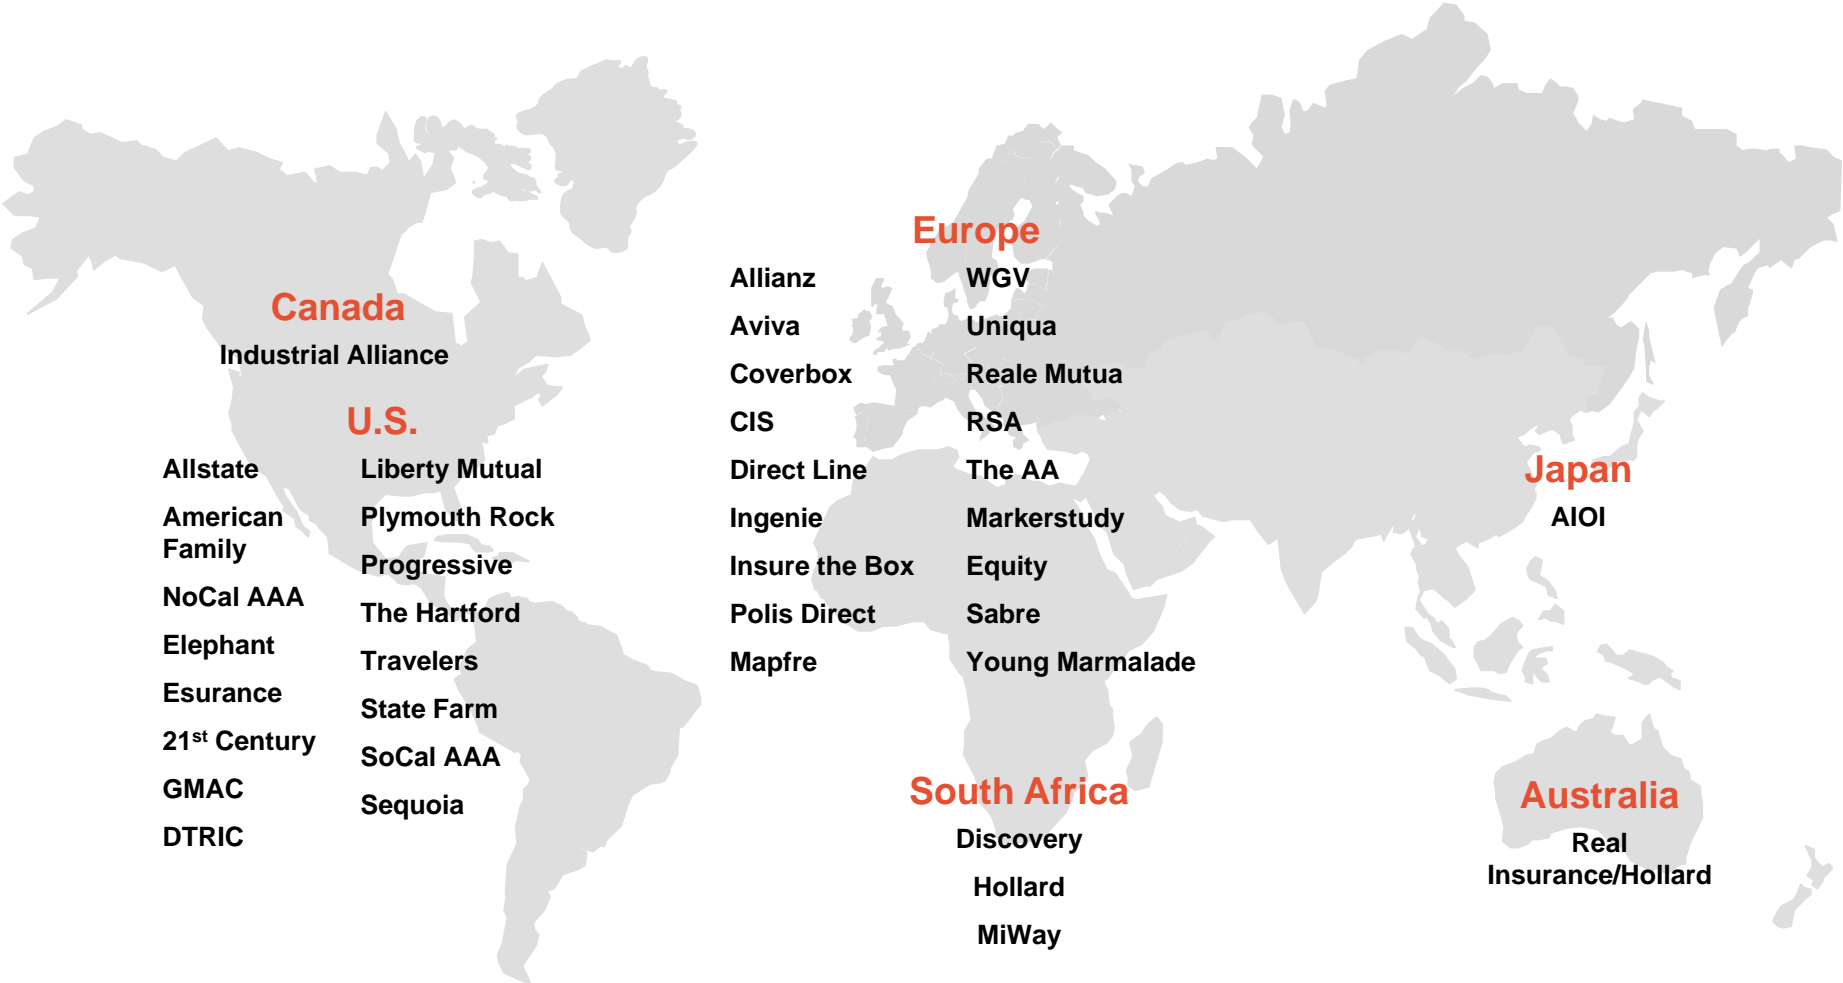 Canada
Industrial Alliance
U.S.
Allstate
American
Family
NoCal AAA
Elephant
Esurance
21st Century
GMAC
DTRIC
Liberty Mutual
Plymouth Rock
Progressive
The Hartford
Travelers
State Farm
SoCal AAA
Sequoia
Europe
Allianz
Aviva
Coverbox
CIS
Direct Line
Ingenie
Insure the Box
Polis Direct
Mapfre
WGV
Uniqua
Reale Mutua
RSA
The AA
Markerstudy
Equity
Sabre
Young Marmalade
South Africa
Discovery
Hollard
MiWay
Japan
AIOI
Australia
Real
Insurance/Hollard